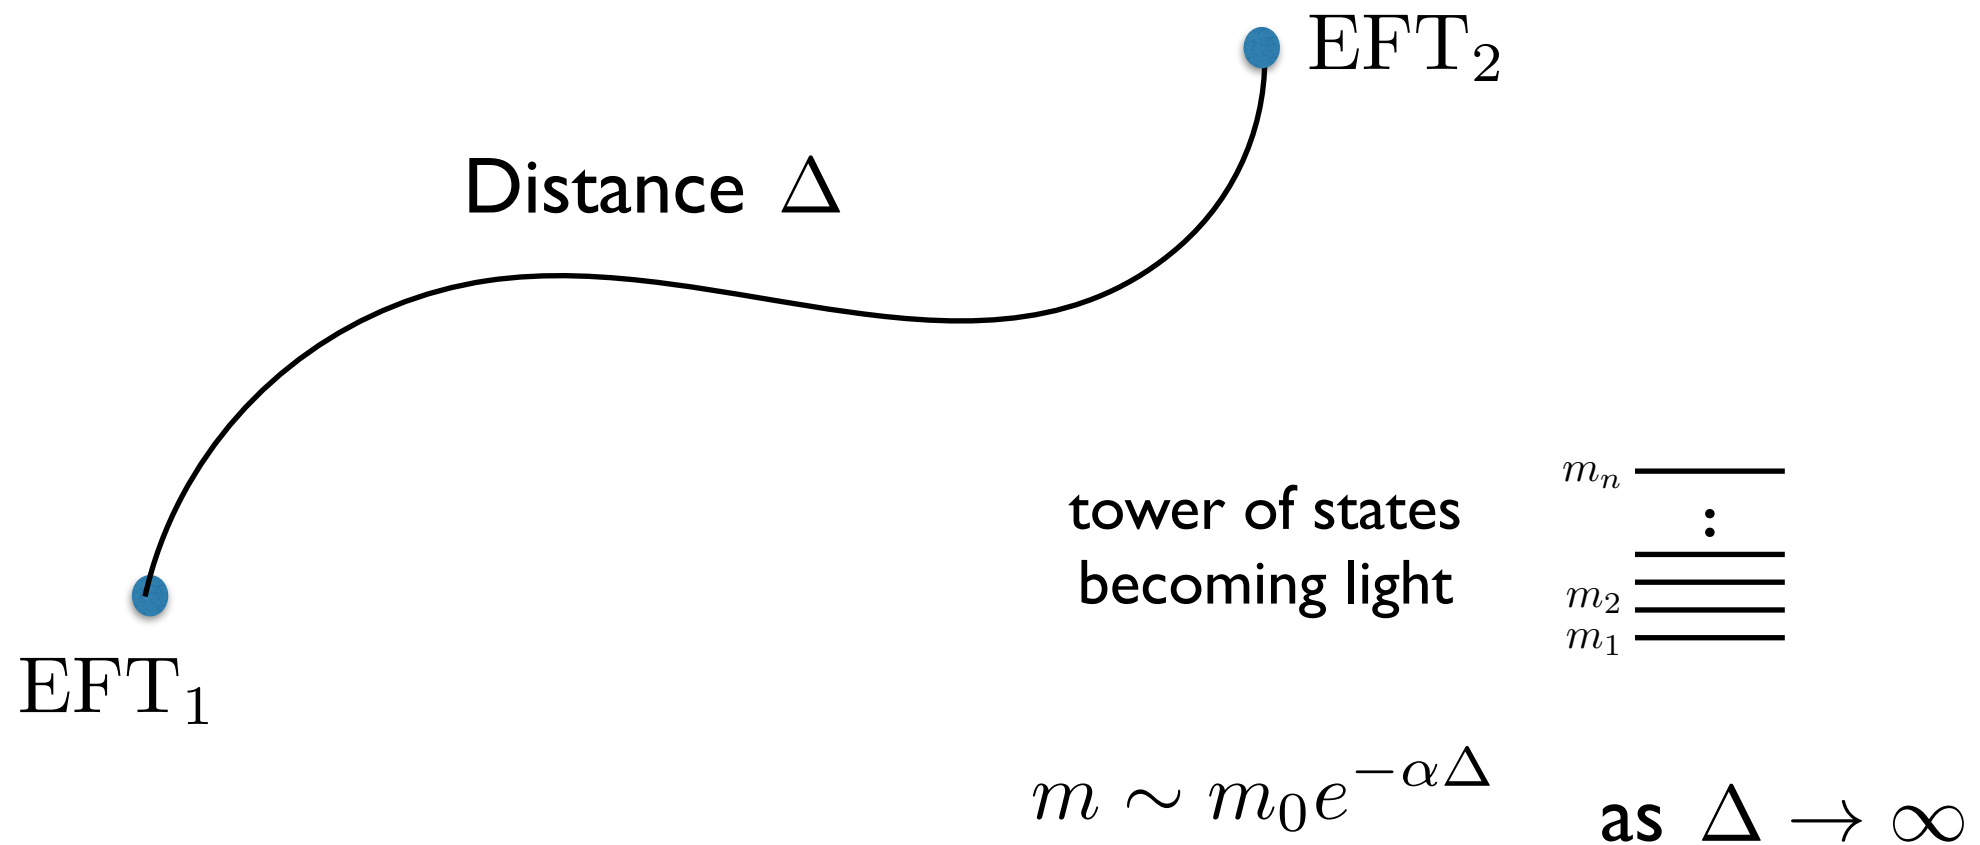 EFT₂
Distance Δ
tower of states
becoming light
mₙ
:
m₂
m₁
EFT₁
m ∼ m₀e^{−αΔ}
as Δ → ∞